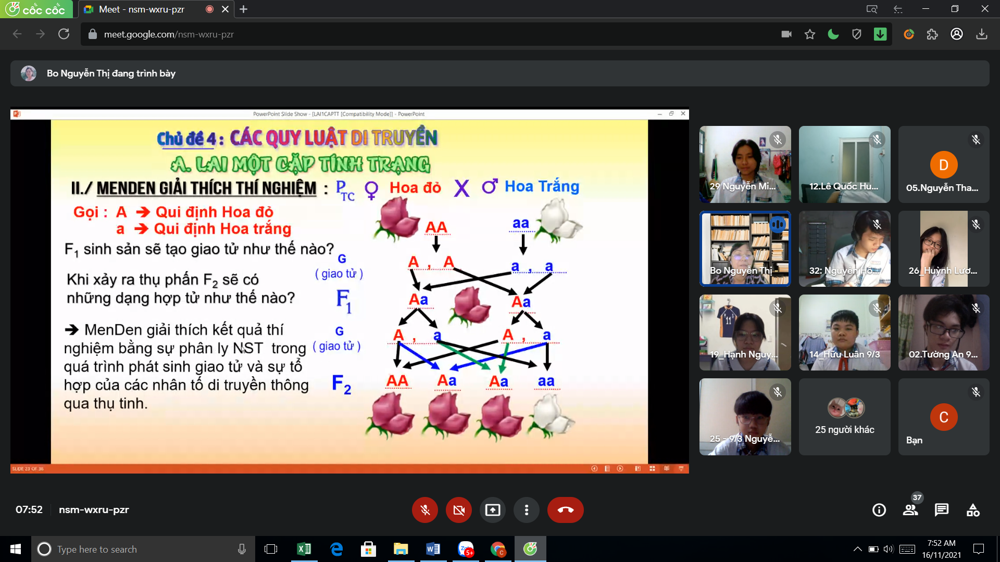 cốc cốc
Meet - nsm-wxru-pzr
meet.google.com/nsm-wxru-pzr
Bo Nguyễn Thị đang trình bày
PowerPoint Slide Show - [LAI1CAPTT [Compatibility Mode]] - PowerPoint
Chủ đề 4 : CÁC QUY LUẬT DI TRUYỀN
A. LAI MỘT CẶP TÍNH TRẠNG
II./ MENDEN GIẢI THÍCH THÍ NGHIỆM : PTC ♀ Hoa đỏ X ♂ Hoa Trắng
Gọi : A ➔ Qui định Hoa đỏ
a ➔ Qui định Hoa trắng
AA aa
F1 sinh sản sẽ tạo giao tử như thế nào?
G
( giao tử )
A , A a , a
Khi xảy ra thụ phấn F2 sẽ có
những dạng hợp tử như thế nào?
F1
Aa Aa
➔ MenDen giải thích kết quả thí
nghiệm bằng sự phân ly NST trong
quá trình phát sinh giao tử và sự tổ
hợp của các nhân tố di truyền thông
qua thụ tinh.
G
( giao tử )
A , a A , a
F2
AA Aa Aa aa
SLIDE 23 OF 36
29 Nguyễn Mi...
12.Lê Quốc Hu...
D
05.Nguyễn Tha...
Bo Nguyễn Thị
32: Nguyễn Hồ...
26_Huỳnh Lươ...
11
19_Hạnh Nguy...
14_Hữu Luân 9/3
02.Tường An 9...
25 - 9/3 Nguyễ...
25 người khác
C
Bạn
07:52
nsm-wxru-pzr
37
Type here to search
5+
C
7:52 AM
16/11/2021